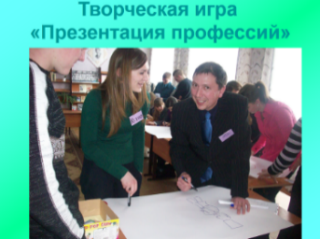 Творческая игра
«Презентация профессий»